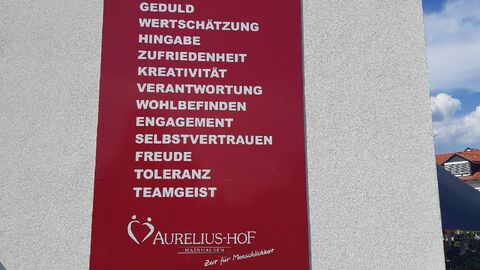 GEDULD
WERTSCHÄTZUNG
HINGABE
ZUFRIEDENHEIT
KREATIVITÄT
VERANTWORTUNG
WOHLBEFINDEN
ENGAGEMENT
SELBSTVERTRAUEN
FREUDE
TOLERANZ
TEAMGEIST
AURELIUS-HOF
MAINHAUSEN
Zeit für Menschlichkeit